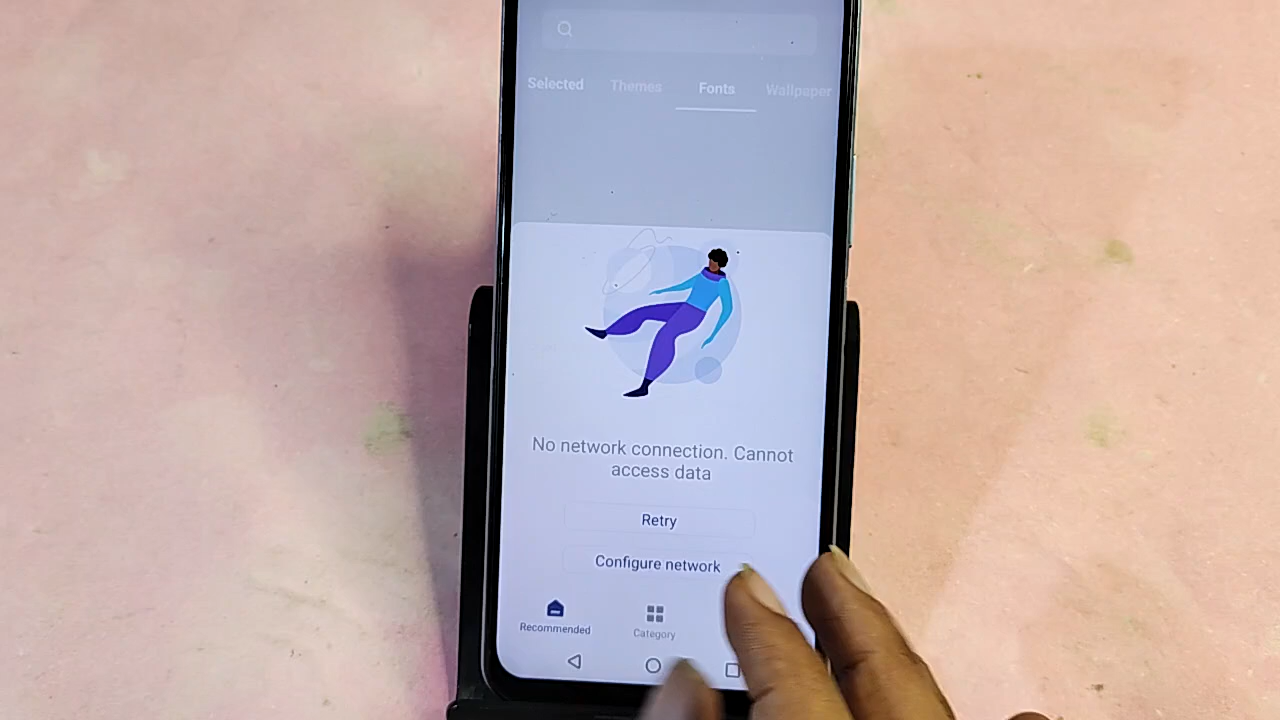 Selected Themes Fonts Wallpaper
No network connection. Cannot
access data
Retry
Configure network
Recommended Category